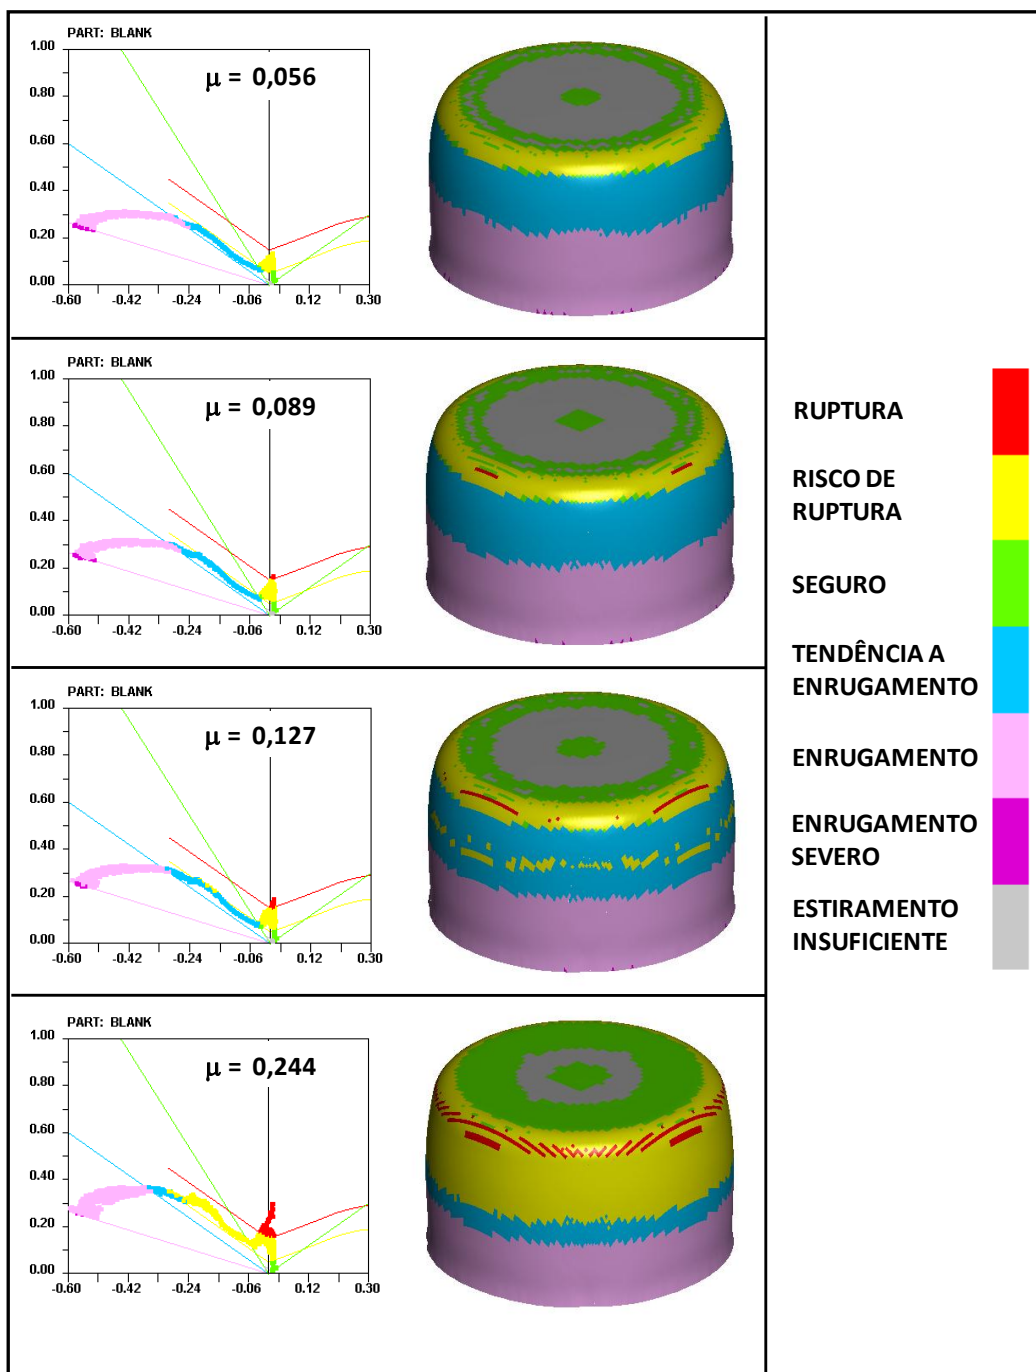 PART: BLANK
μ = 0,056
1.00
0.80
0.60
0.40
0.20
0.00
-0.60 -0.42 -0.24 -0.06 0.12 0.30
PART: BLANK
μ = 0,089
1.00
0.80
0.60
0.40
0.20
0.00
-0.60 -0.42 -0.24 -0.06 0.12 0.30
PART: BLANK
μ = 0,127
1.00
0.80
0.60
0.40
0.20
0.00
-0.60 -0.42 -0.24 -0.06 0.12 0.30
PART: BLANK
μ = 0,244
1.00
0.80
0.60
0.40
0.20
0.00
-0.60 -0.42 -0.24 -0.06 0.12 0.30
RUPTURA
RISCO DE
RUPTURA
SEGURO
TENDÊNCIA A
ENRUGAMENTO
ENRUGAMENTO
ENRUGAMENTO
SEVERO
ESTIRAMENTO
INSUFICIENTE